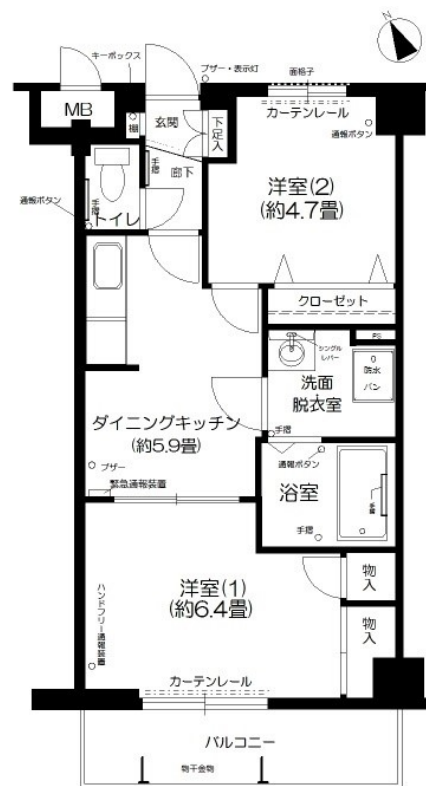 キーボックス
ブザー・表示灯
面格子
MB
棚
玄関
下足入
カーテンレール
通報ボタン
手摺
廊下
洋室(2)
(約4.7畳)
通報ボタン
手摺
トイレ
クローゼット
シングル
レバー
PS
洗面
脱衣室
防水
パン
手摺
ダイニングキッチン
(約5.9畳)
ブザー
緊急通報装置
通報ボタン
浴室
手摺
手摺
洋室(1)
(約6.4畳)
物入
物入
ハンドフリー通報装置
カーテンレール
バルコニー
物干金物